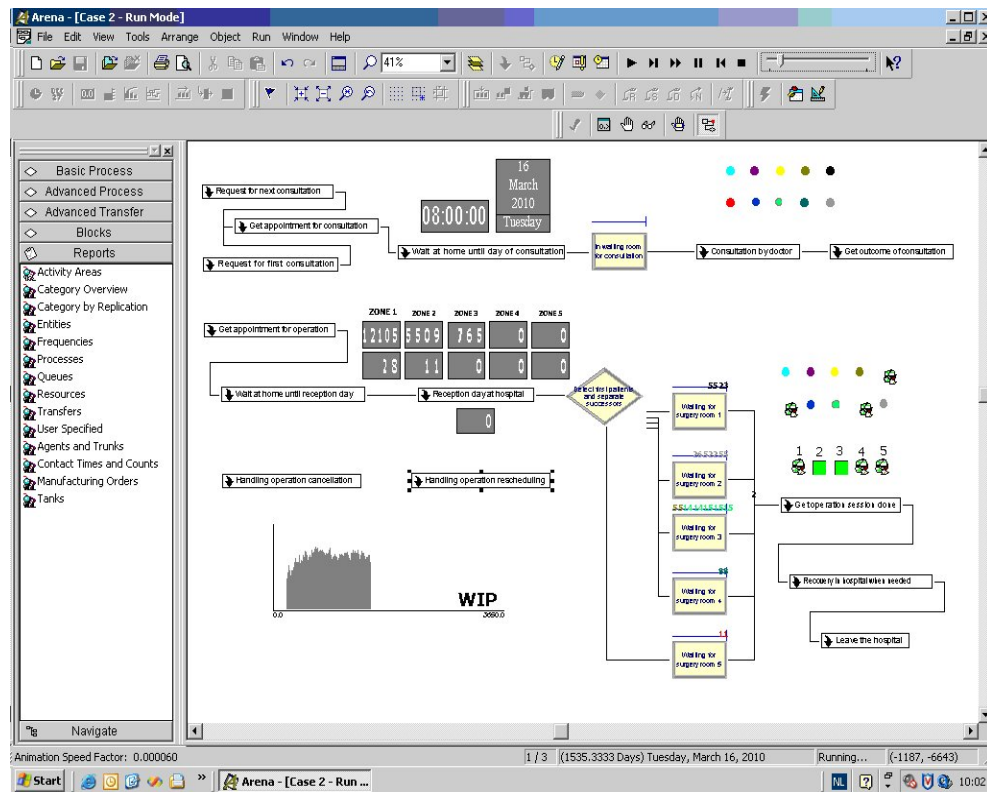 Arena - [Case 2 - Run Mode]
File Edit View Tools Arrange Object Run Window Help
41%
Basic Process
Advanced Process
Advanced Transfer
Blocks
Reports
Activity Areas
Category Overview
Category by Replication
Entities
Frequencies
Processes
Queues
Resources
Transfers
User Specified
Agents and Trunks
Contact Times and Counts
Manufacturing Orders
Tanks
Navigate
Request for next consultation
Get appointment for consultation
Request for first consultation
08:00:00
16
March
2010
Tuesday
Wait at home until day of consultation
In waiting room
for consultation
Consultation by doctor
Get outcome of consultation
ZONE 1 ZONE 2 ZONE 3 ZONE 4 ZONE 5
12105 5509 765 0 0
28 11 0 0 0
Get appointment for operation
Wait at home until reception day
Reception day at hospital
0
Select first patients
and separate
successors
5523
Waiting for
surgery room 1
Waiting for
surgery room 2
Waiting for
surgery room 3
Waiting for
surgery room 4
11
Waiting for
surgery room 5
2
1 2 3 4 5
Get operation session done
Recovery in hospital when needed
Leave the hospital
Handling operation cancellation
Handling operation rescheduling
WIP
0.0
Animation Speed Factor: 0.000060
1 / 3 (1535.3333 Days) Tuesday, March 16, 2010 Running... (-1187, -6643)
Start
Arena - [Case 2 - Run ...
NL
10:02